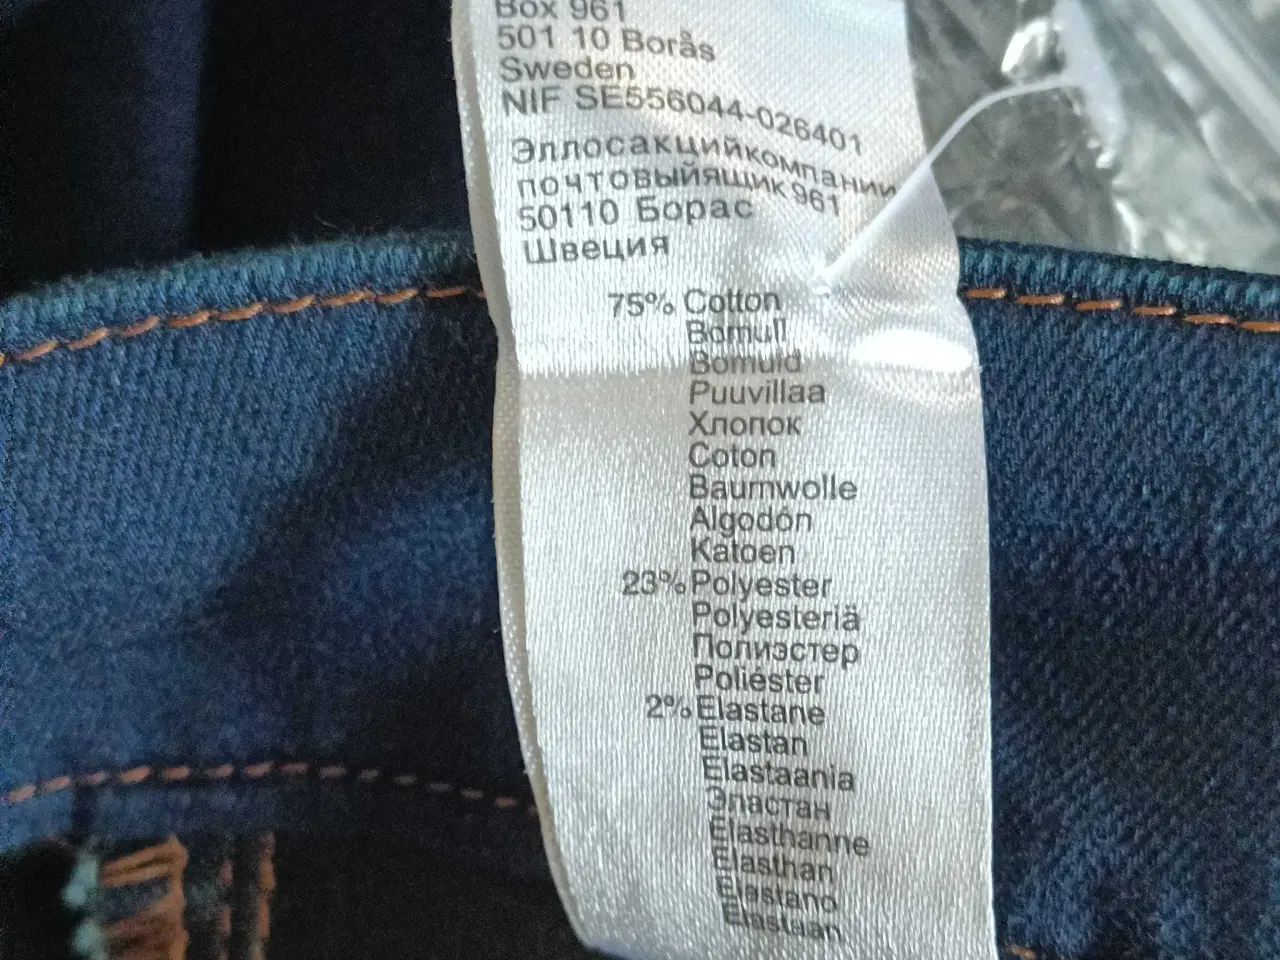 Box 961
501 10 Borås
Sweden
NIF SE556044-026401
Эллосакцийкомпании
почтовыйящик 961
50110 Борас
Швеция
75% Cotton
Bomull
Bomuld
Puuvillaa
Хлопок
Coton
Baumwolle
Algodón
Katoen
23% Polyester
Polyesteriä
Полиэстер
Poliéster
2% Elastane
Elastan
Elastaania
Эластан
Elasthanne
Elasthan
Elastano
Elastaan